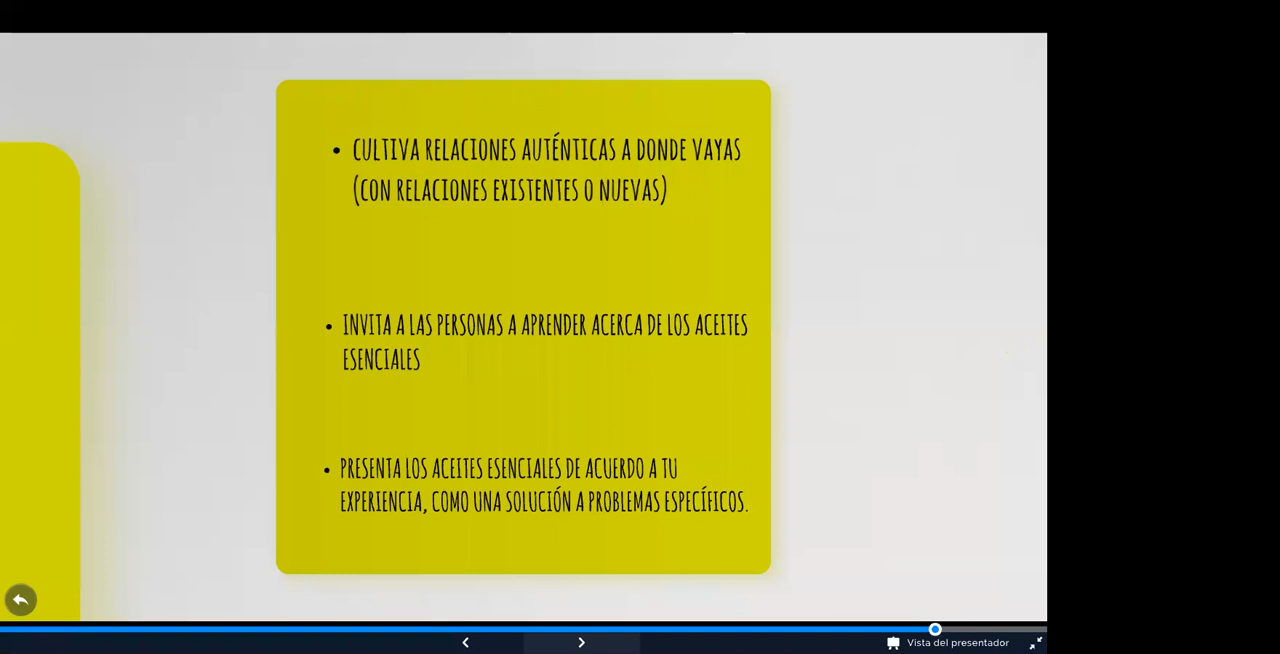 • CULTIVA RELACIONES AUTÉNTICAS A DONDE VAYAS
(CON RELACIONES EXISTENTES O NUEVAS)
• INVITA A LAS PERSONAS A APRENDER ACERCA DE LOS ACEITES
ESENCIALES
• PRESENTA LOS ACEITES ESENCIALES DE ACUERDO A TU
EXPERIENCIA, COMO UNA SOLUCIÓN A PROBLEMAS ESPECÍFICOS.
Vista del presentador